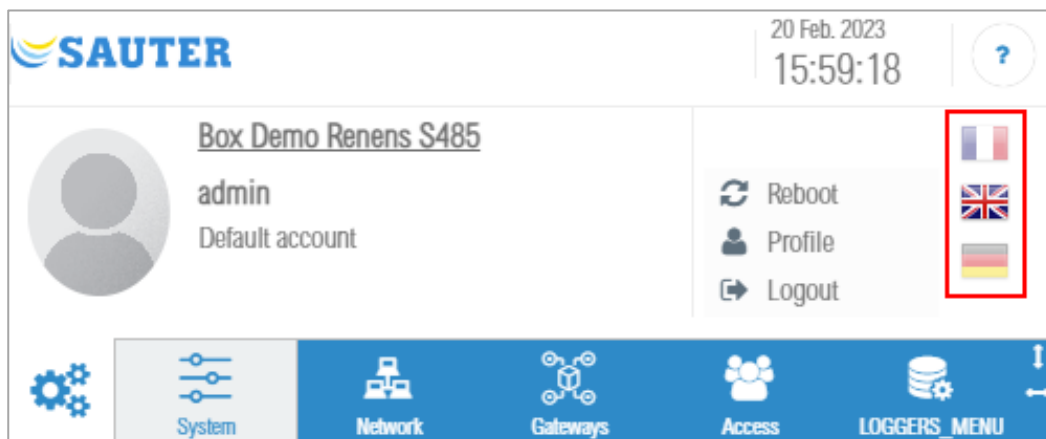 SAUTER
20 Feb. 2023
15:59:18
?
Box Demo Renens S485
admin
Default account
Reboot
Profile
Logout
System Network Gateways Access LOGGERS_MENU